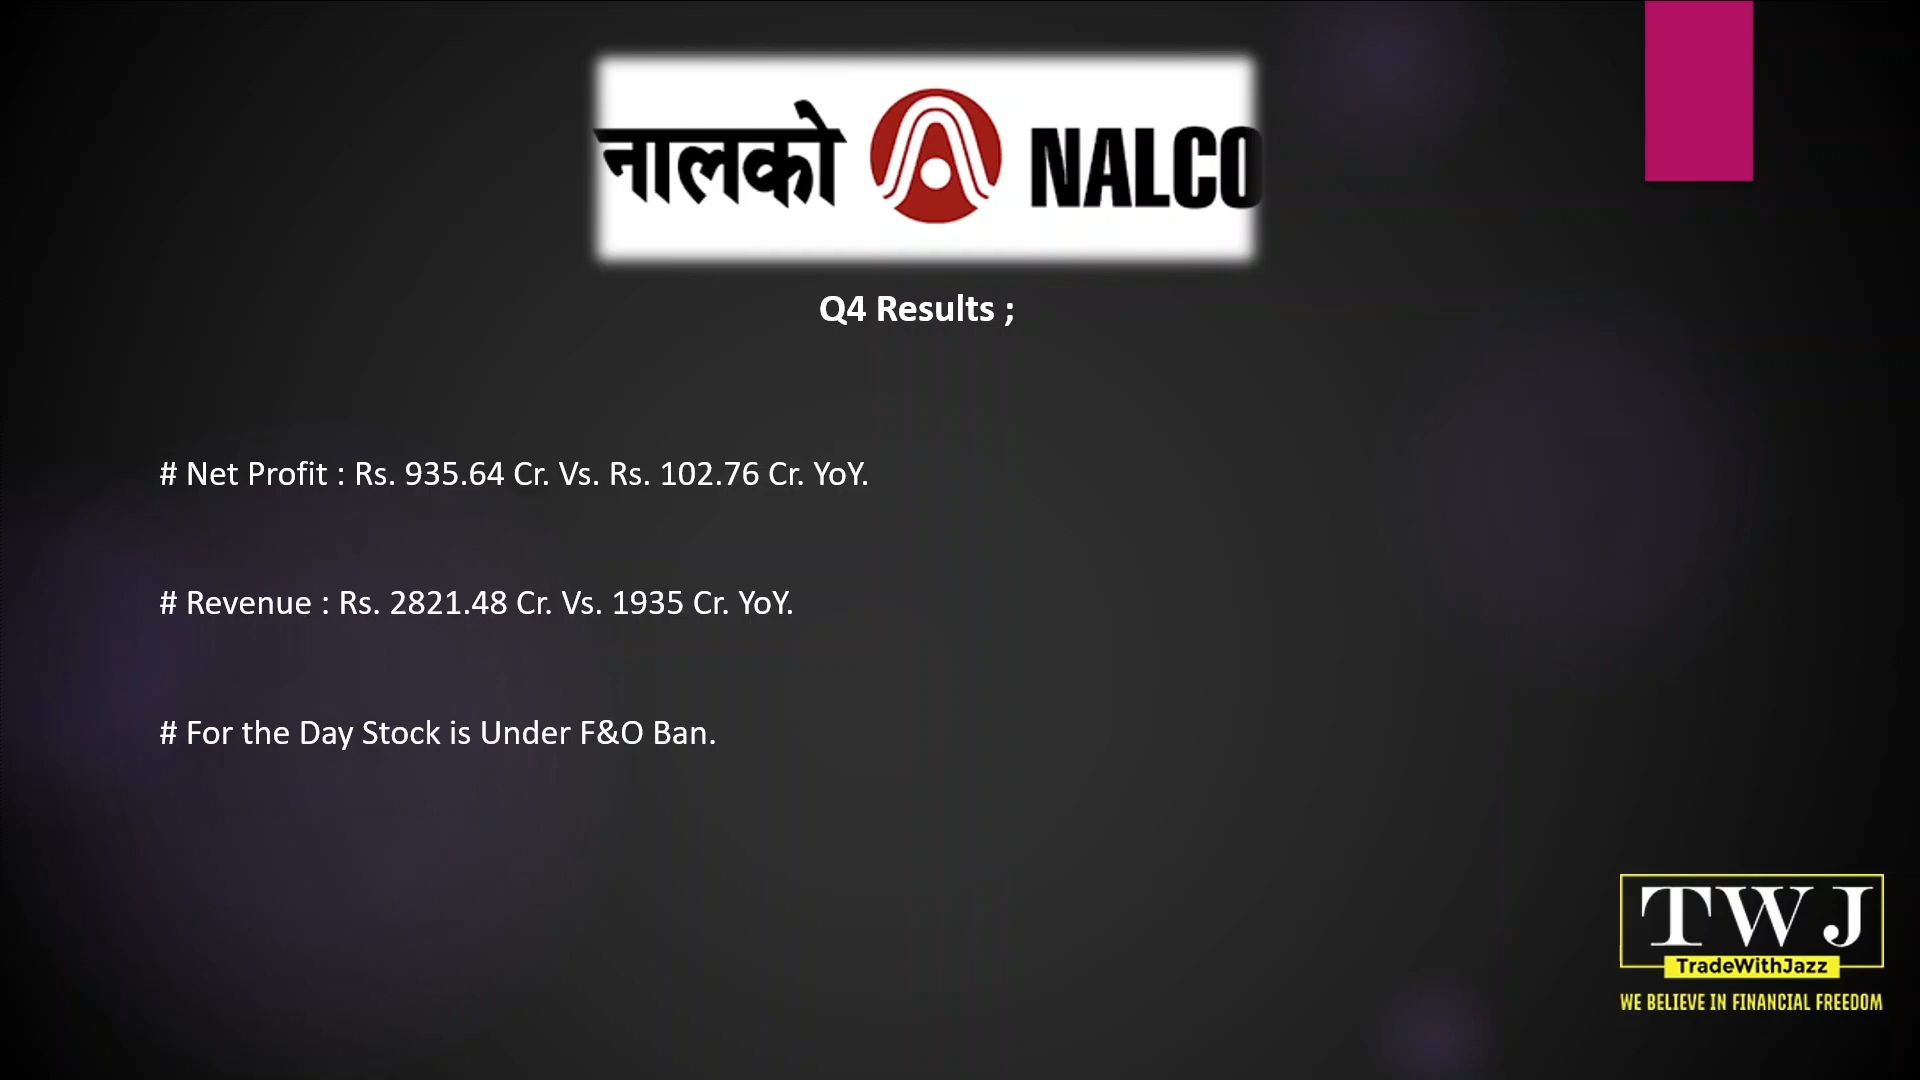 नालको NALCO
Q4 Results ;
# Net Profit : Rs. 935.64 Cr. Vs. Rs. 102.76 Cr. YoY.
# Revenue : Rs. 2821.48 Cr. Vs. 1935 Cr. YoY.
# For the Day Stock is Under F&O Ban.
TWJ
TradeWithJazz
WE BELIEVE IN FINANCIAL FREEDOM